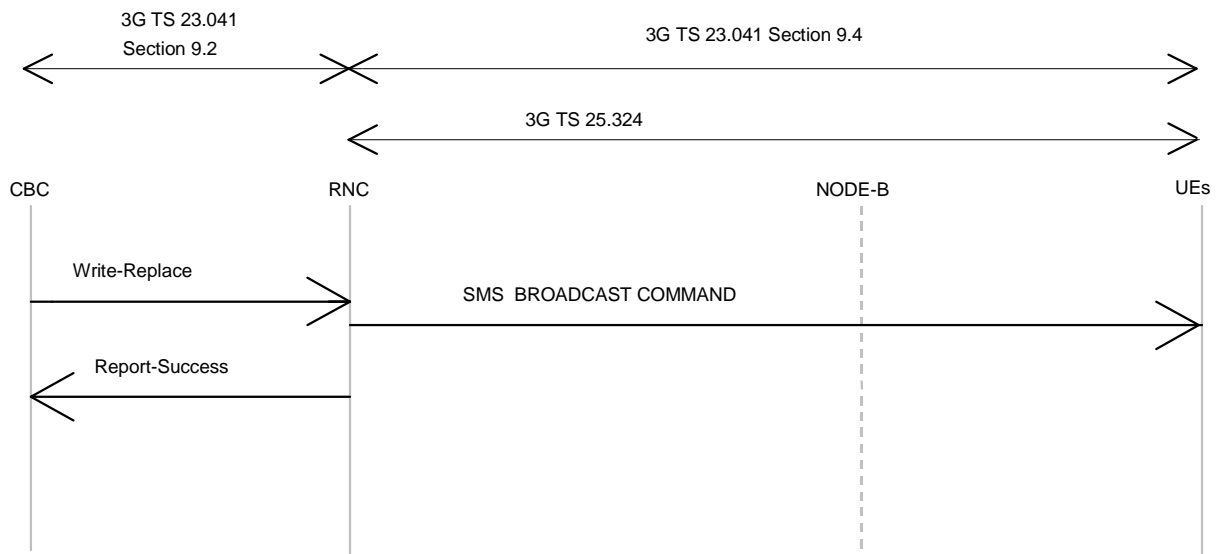 3G TS 23.041
Section 9.2
3G TS 23.041 Section 9.4
3G TS 25.324
CBC
RNC
NODE-B
UEs
Write-Replace
SMS BROADCAST COMMAND
Report-Success